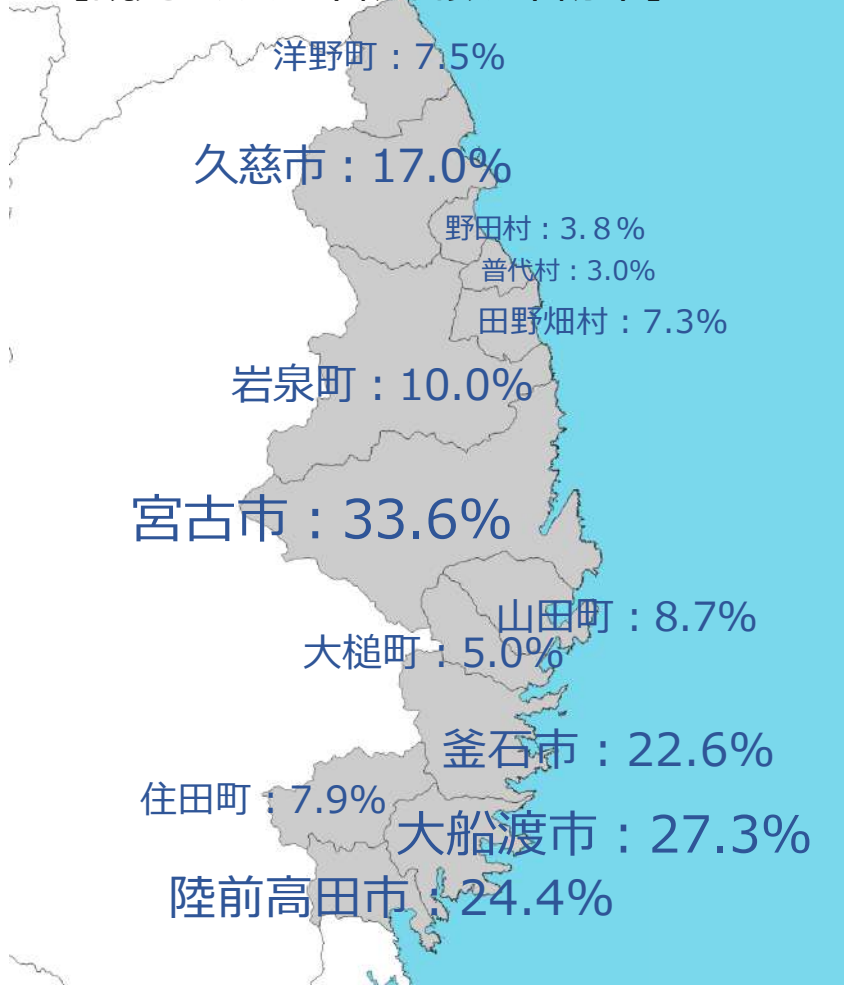 洋野町：7.5%
久慈市：17.0%
野田村：3.８%
普代村：3.0%
田野畑村：7.3%
岩泉町：10.0%
宮古市：33.6%
山田町：8.7%
大槌町：5.0%
釜石市：22.6%
住田町：7.9%
大船渡市：27.3%
陸前高田市：24.4%